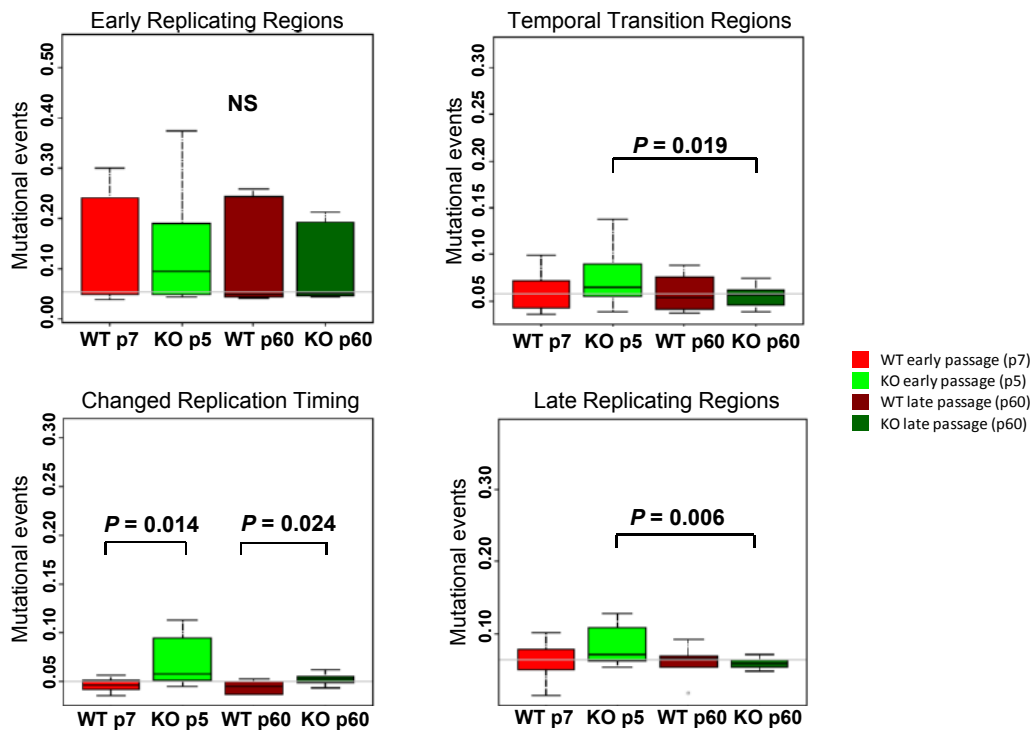 Early Replicating Regions
Mutational events
0.50
0.40
0.30
0.20
0.10
0.00
NS
WT p7 KO p5 WT p60 KO p60
Temporal Transition Regions
Mutational events
0.30
0.25
0.20
0.15
0.10
0.05
P = 0.019
WT p7 KO p5 WT p60 KO p60
Changed Replication Timing
Mutational events
0.30
0.25
0.20
0.15
0.10
0.05
0.00
P = 0.014
P = 0.024
WT p7 KO p5 WT p60 KO p60
Late Replicating Regions
Mutational events
0.30
0.20
0.10
P = 0.006
WT p7 KO p5 WT p60 KO p60
WT early passage (p7)
KO early passage (p5)
WT late passage (p60)
KO late passage (p60)